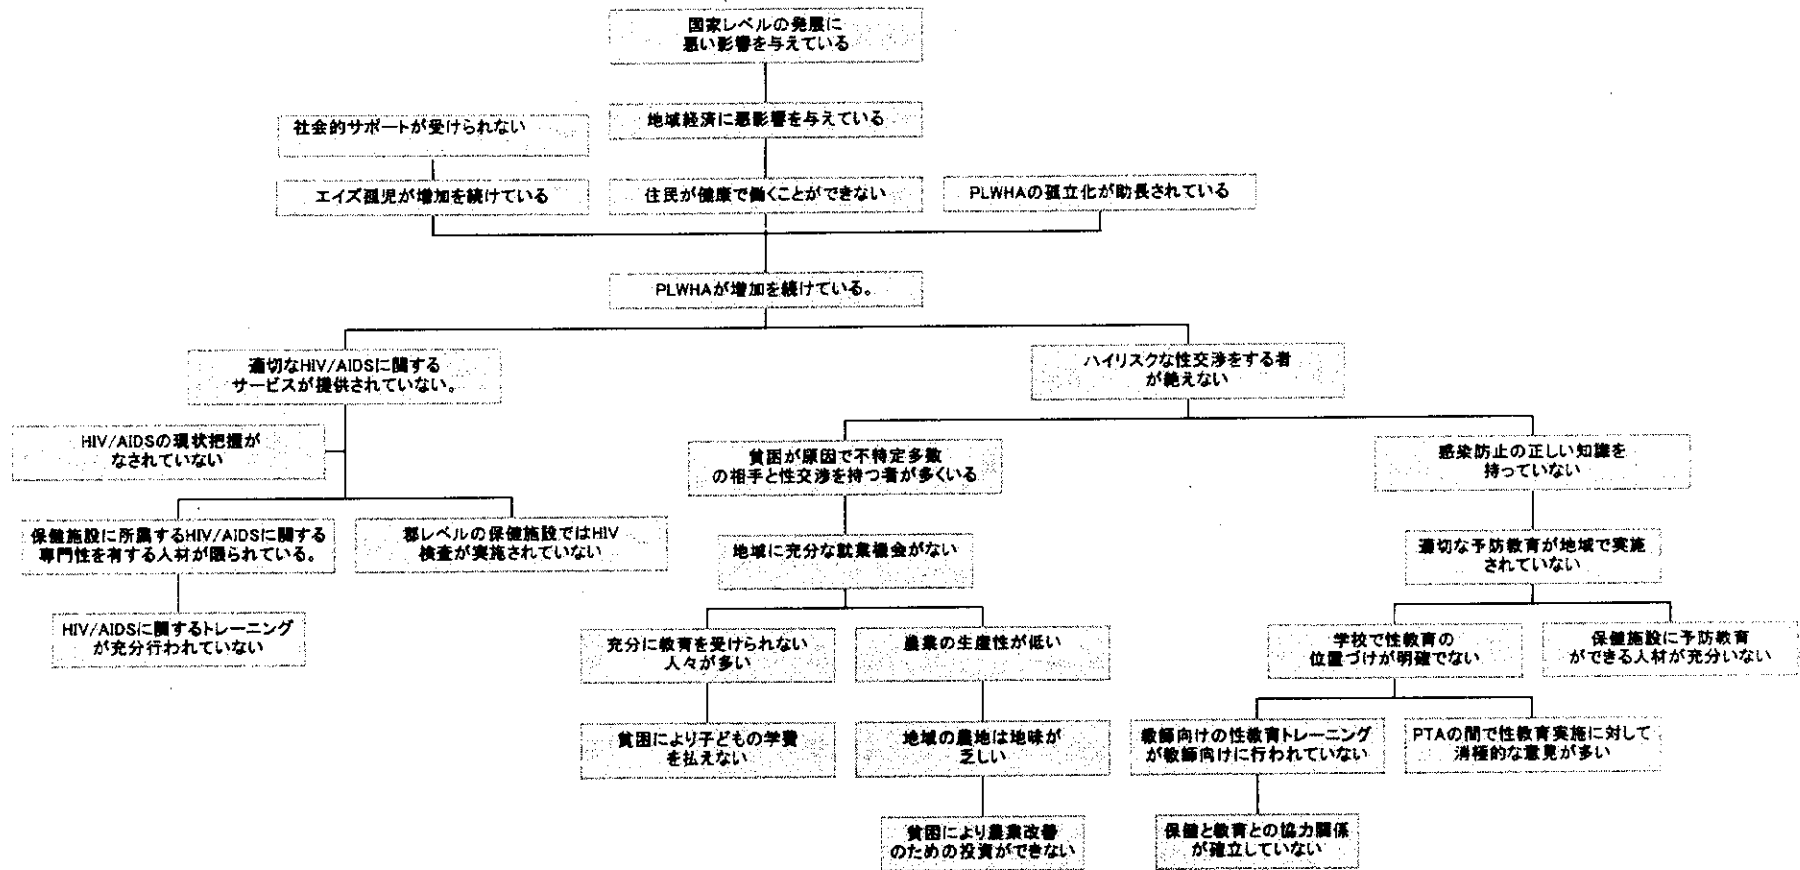 国家レベルの発展に
悪い影響を与えている
社会的サポートが受けられない
地域経済に悪影響を与えている
エイズ孤児が増加を続けている
住民が健康で働くことができない
PLWHAの孤立化が助長されている
PLWHAが増加を続けている。
適切なHIV/AIDSに関する
サービスが提供されていない。
ハイリスクな性交渉をする者
が絶えない
HIV/AIDSの現状把握が
なされていない
貧困が原因で不特定多数
の相手と性交渉を持つ者が多くいる
感染防止の正しい知識を
持っていない
保健施設に所属するHIV/AIDSに関する
専門性を有する人材が限られている。
郡レベルの保健施設ではHIV
検査が実施されていない
地域に充分な就業機会がない
適切な予防教育が地域で実施
されていない
HIV/AIDSに関するトレーニング
が充分行われていない
充分に教育を受けられない
人々が多い
農業の生産性が低い
学校で性教育の
位置づけが明確でない
保健施設に予防教育
ができる人材が充分いない
貧困により子どもの学費
を払えない
地域の農地は地味が
乏しい
教師向けの性教育トレーニング
が教師向けに行われていない
PTAの間で性教育実施に対して
消極的な意見が多い
貧困により農業改善
のための投資ができない
保健と教育との協力関係
が確立していない